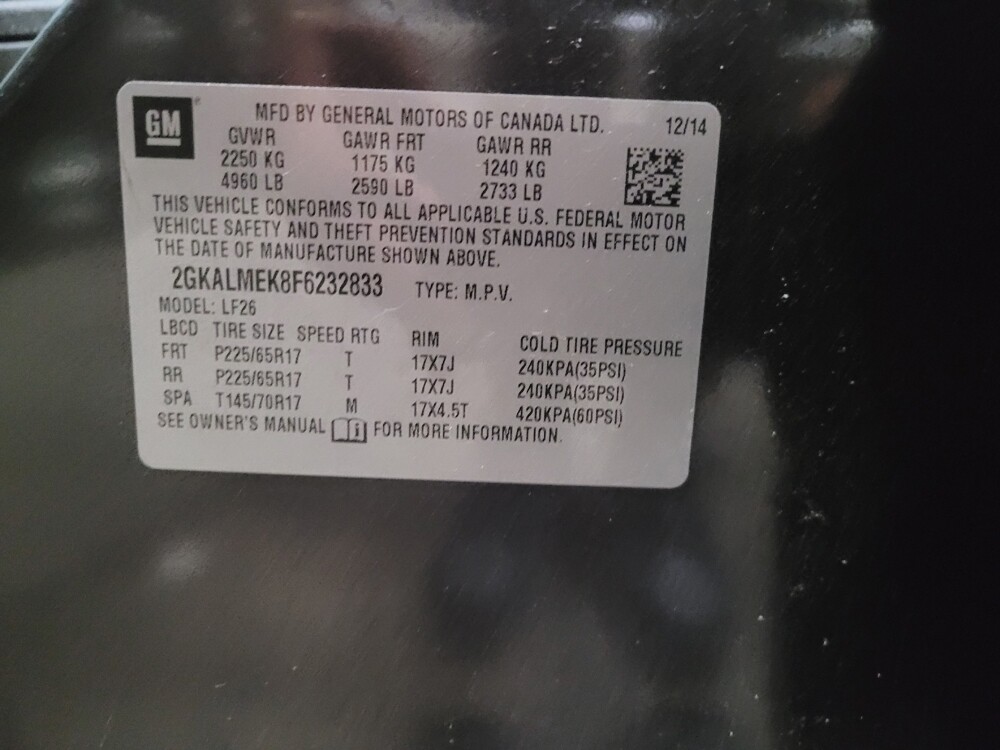 GM
MFD BY GENERAL MOTORS OF CANADA LTD. 12/14
GVWR GAWR FRT GAWR RR
2250 KG 1175 KG 1240 KG
4960 LB 2590 LB 2733 LB
THIS VEHICLE CONFORMS TO ALL APPLICABLE U.S. FEDERAL MOTOR
VEHICLE SAFETY AND THEFT PREVENTION STANDARDS IN EFFECT ON
THE DATE OF MANUFACTURE SHOWN ABOVE.
2GKALMEK8F6232833 TYPE: M.P.V.
MODEL: LF26
LBCD TIRE SIZE SPEED RTG RIM COLD TIRE PRESSURE
FRT P225/65R17 T 17X7J 240KPA(35PSI)
RR P225/65R17 T 17X7J 240KPA(35PSI)
SPA T145/70R17 M 17X4.5T 420KPA(60PSI)
SEE OWNER'S MANUAL i FOR MORE INFORMATION.